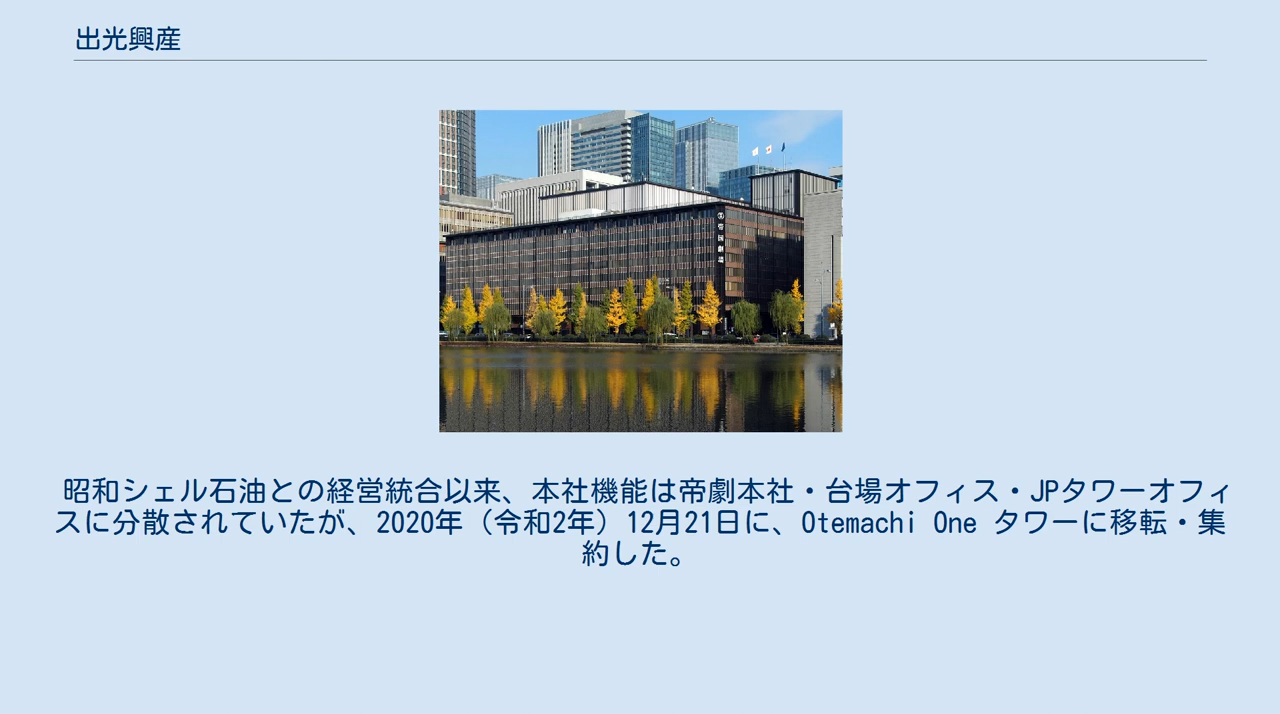 出光興産
帝国劇場
昭和シェル石油との経営統合以来、本社機能は帝劇本社・台場オフィス・JPタワーオフィ
スに分散されていたが、2020年（令和2年）12月21日に、Otemachi One タワーに移転・集
約した。